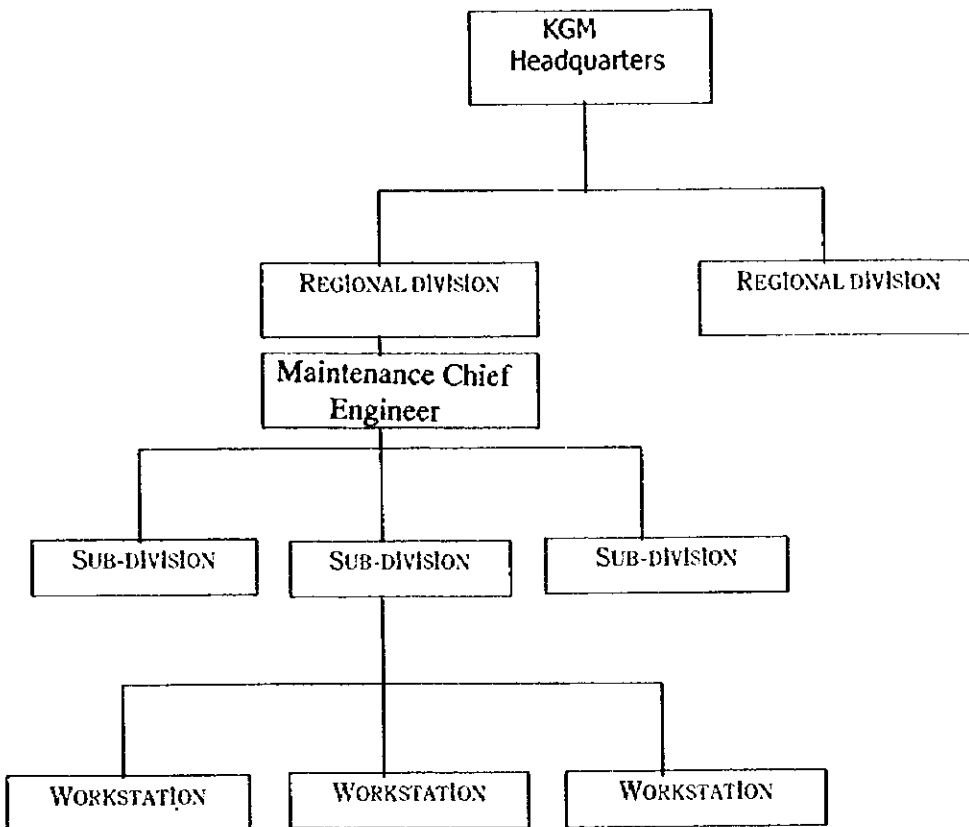 KGM
Headquarters
REGIONAL DIVISION
REGIONAL DIVISION
Maintenance Chief
Engineer
SUB-DIVISION
SUB-DIVISION
SUB-DIVISION
WORKSTATION
WORKSTATION
WORKSTATION